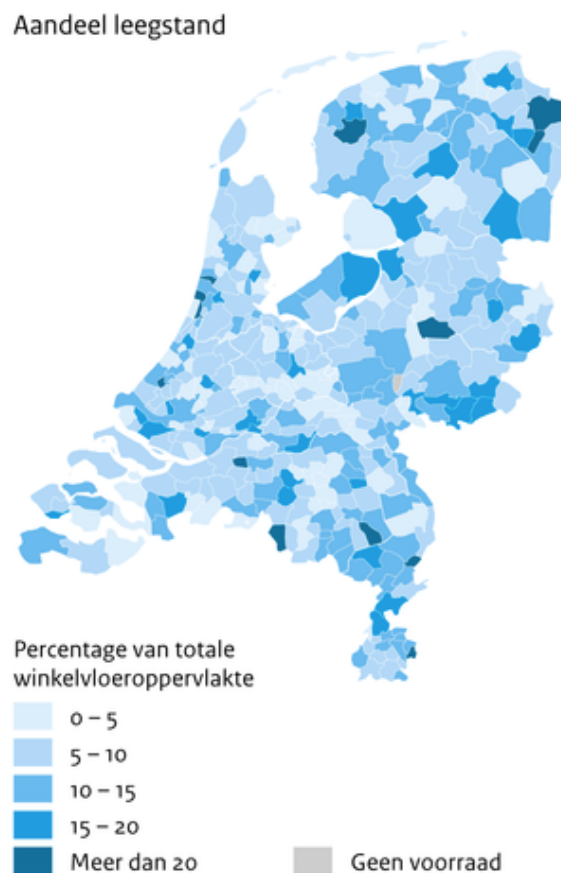 Aandeel leegstand
Percentage van totale
winkelvloeroppervlakte
0 – 5
5 – 10
10 – 15
15 – 20
Meer dan 20
Geen voorraad